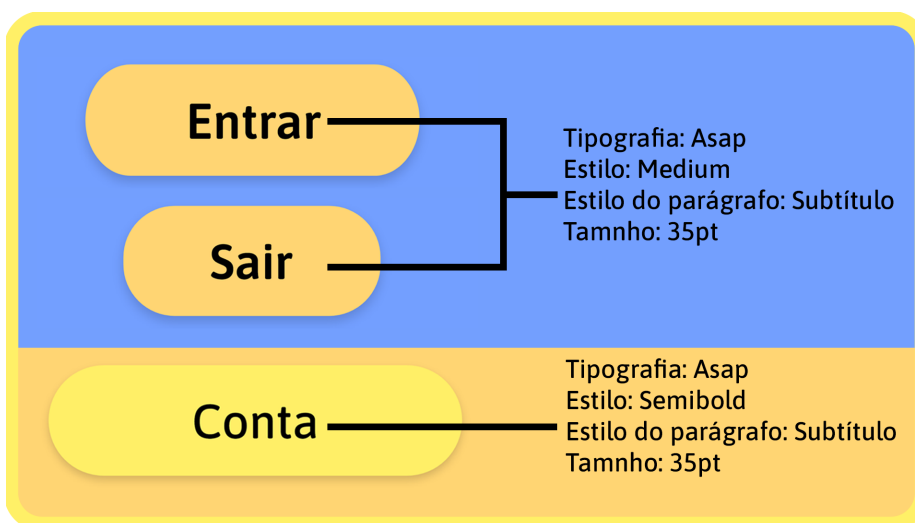 Entrar
Sair
Tipografia: Asap
Estilo: Medium
Estilo do parágrafo: Subtítulo
Tamnho: 35pt
Conta
Tipografia: Asap
Estilo: Semibold
Estilo do parágrafo: Subtítulo
Tamnho: 35pt